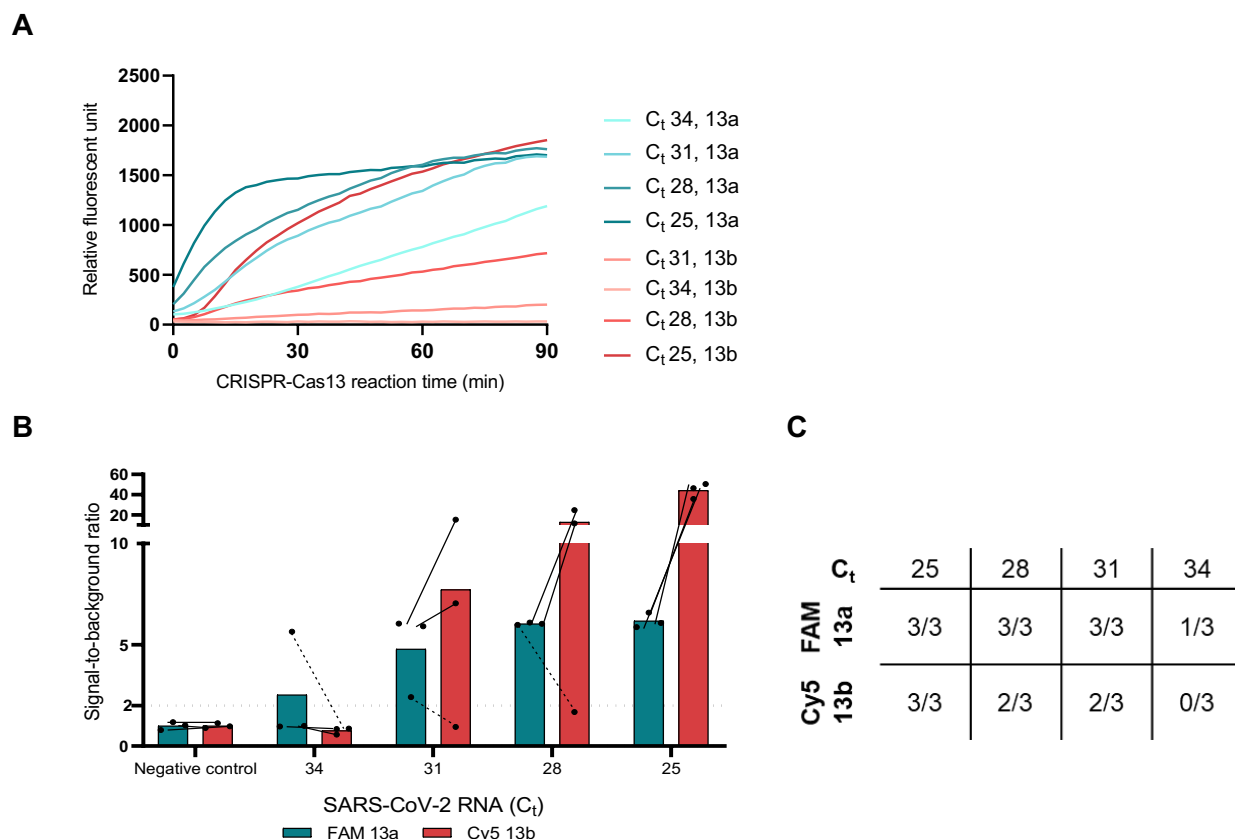 A
Relative fluorescent unit
2500
2000
1500
1000
500
0
0 30 60 90
CRISPR-Cas13 reaction time (min)
Ct 34, 13a
Ct 31, 13a
Ct 28, 13a
Ct 25, 13a
Ct 31, 13b
Ct 34, 13b
Ct 28, 13b
Ct 25, 13b
B
Signal-to-background ratio
60
40
20
10
5
2
0
Negative control 34 31 28 25
SARS-CoV-2 RNA (Ct)
FAM 13a Cy5 13b
C
Ct 25 28 31 34
FAM 13a 3/3 3/3 3/3 1/3
Cy5 13b 3/3 2/3 2/3 0/3